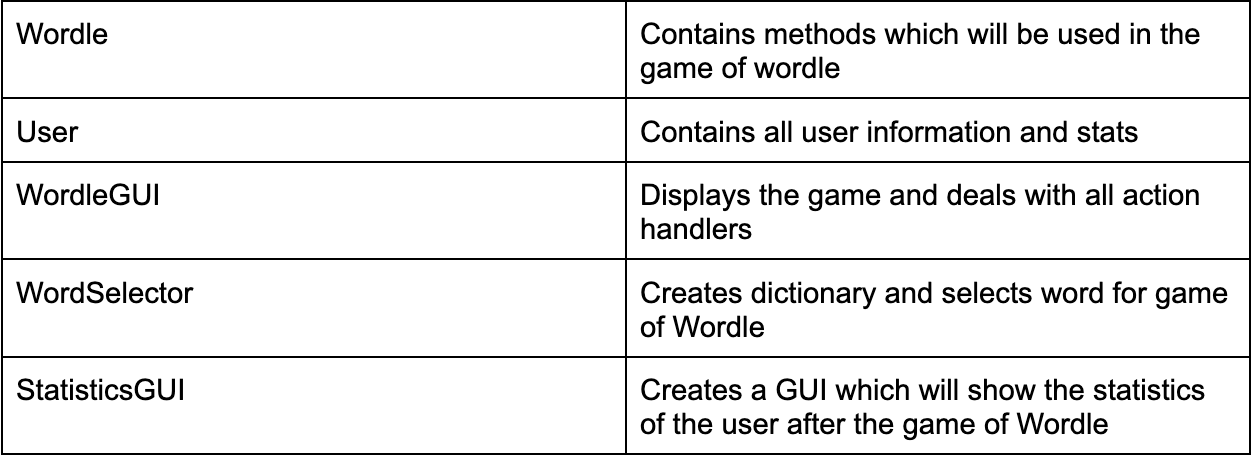 Wordle
Contains methods which will be used in the
game of wordle
User
Contains all user information and stats
WordleGUI
Displays the game and deals with all action
handlers
WordSelector
Creates dictionary and selects word for game
of Wordle
StatisticsGUI
Creates a GUI which will show the statistics
of the user after the game of Wordle